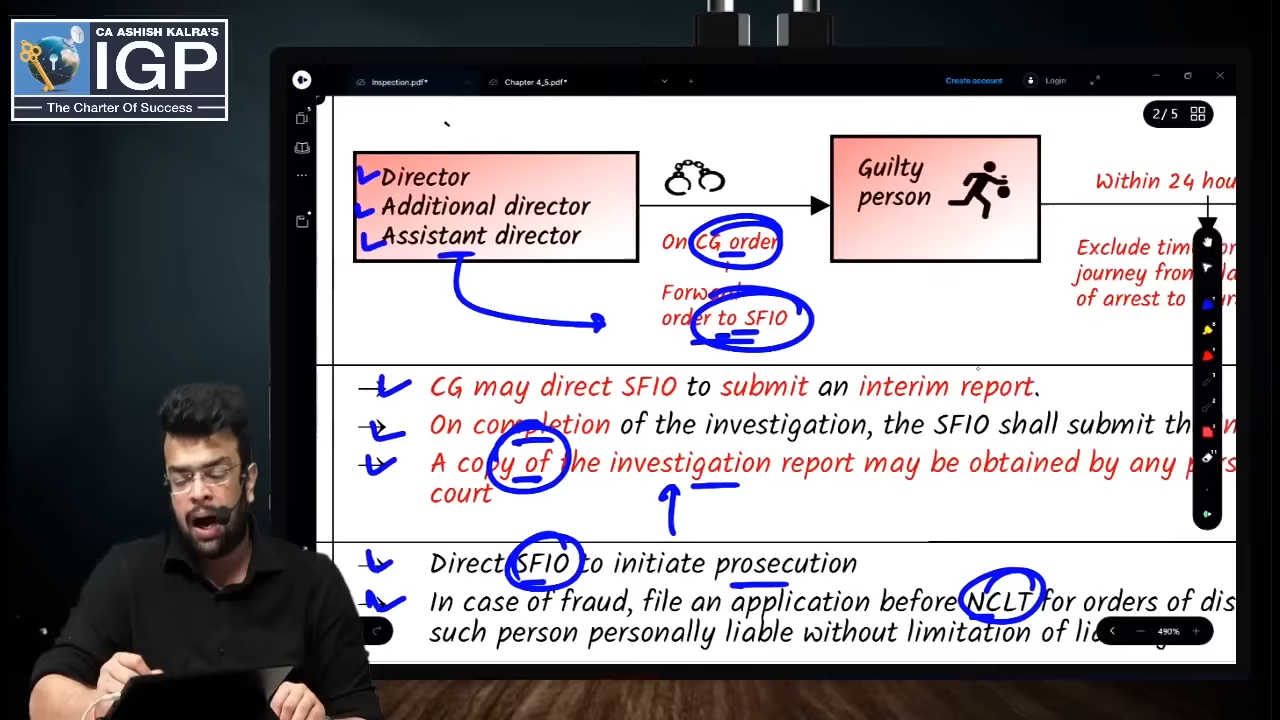 CA ASHISH KALRA'S
IGP
The Charter Of Success
Inspection.pdf*
Chapter 4_5.pdf*
Create account
Login
2/5
Director
Additional director
Assistant director
Guilty
person
On CG order
Forward
order to SFIO
Within 24 hou
Exclude tim
journey from
of arrest to
CG may direct SFIO to submit an interim report.
On completion of the investigation, the SFIO shall submit th
A copy of the investigation report may be obtained by any pers
court
Direct SFIO to initiate prosecution
In case of fraud, file an application before NCLT for orders of dis
such person personally liable without limitation of
490%